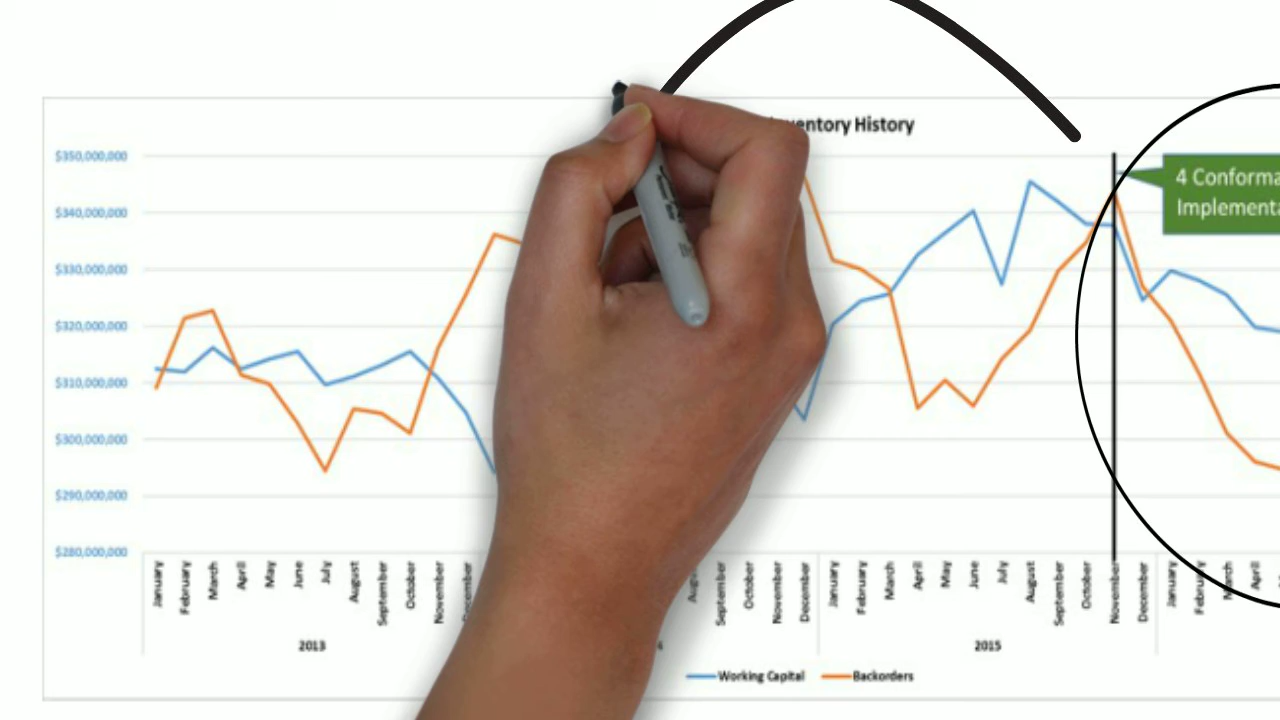 Inventory History
$350,000,000
4 Conforma
Implementa
$340,000,000
$330,000,000
$320,000,000
$310,000,000
$300,000,000
$290,000,000
$280,000,000
January February March April May June July August September October November December
September October November December
January February March April May June July August September October November December
January February March April
2013
2015
Working Capital Backorders